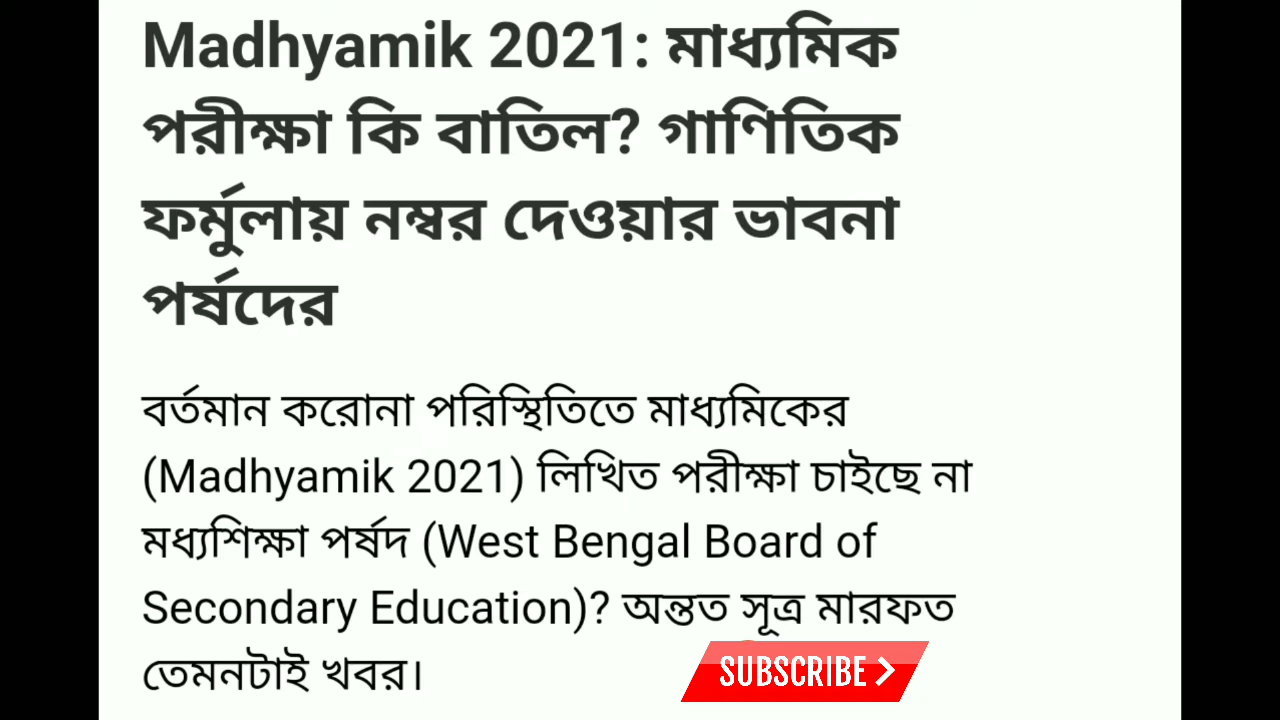 Madhyamik 2021: মাধ্যমিক
পরীক্ষা কি বাতিল? গাণিতিক
ফর্মুলায় নম্বর দেওয়ার ভাবনা
পর্ষদের
বর্তমান করোনা পরিস্থিতিতে মাধ্যমিকের
(Madhyamik 2021) লিখিত পরীক্ষা চাইছে না
মধ্যশিক্ষা পর্ষদ (West Bengal Board of
Secondary Education)? অন্তত সূত্র মারফত
তেমনটাই খবর।
SUBSCRIBE >